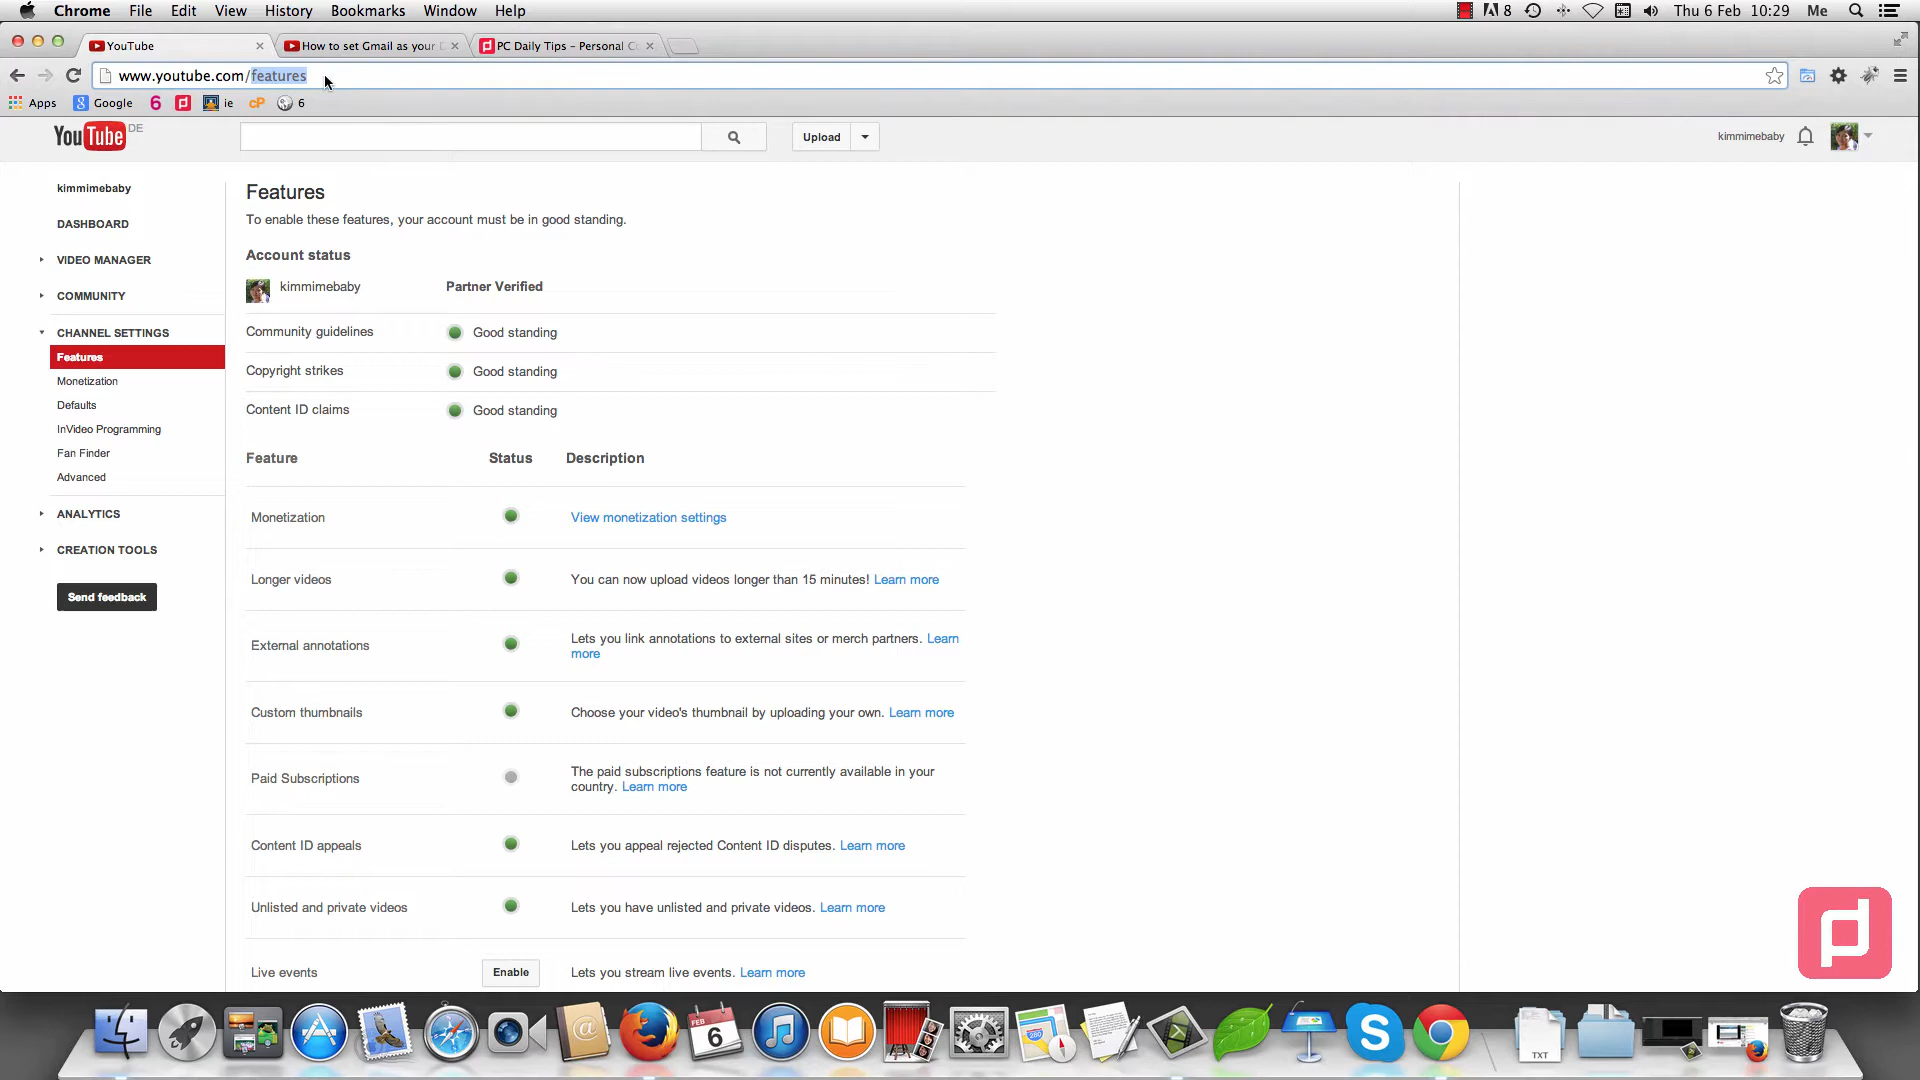 Chrome File Edit View History Bookmarks Window Help
8 Thu 6 Feb 10:29 Me
YouTube
How to set Gmail as your
PC Daily Tips - Personal C
www.youtube.com/features
Apps Google 6 ie cP 6
YouTube DE
Upload
kimmimebaby
kimmimebaby
DASHBOARD
VIDEO MANAGER
COMMUNITY
CHANNEL SETTINGS
Features
Monetization
Defaults
InVideo Programming
Fan Finder
Advanced
ANALYTICS
CREATION TOOLS
Send feedback
Features
To enable these features, your account must be in good standing.
Account status
kimmimebaby Partner Verified
Community guidelines Good standing
Copyright strikes Good standing
Content ID claims Good standing
Feature Status Description
Monetization View monetization settings
Longer videos You can now upload videos longer than 15 minutes! Learn more
External annotations Lets you link annotations to external sites or merch partners. Learn
more
Custom thumbnails Choose your video's thumbnail by uploading your own. Learn more
Paid Subscriptions The paid subscriptions feature is not currently available in your
country. Learn more
Content ID appeals Lets you appeal rejected Content ID disputes. Learn more
Unlisted and private videos Lets you have unlisted and private videos. Learn more
Live events Enable Lets you stream live events. Learn more
FEB
6
280
TXT